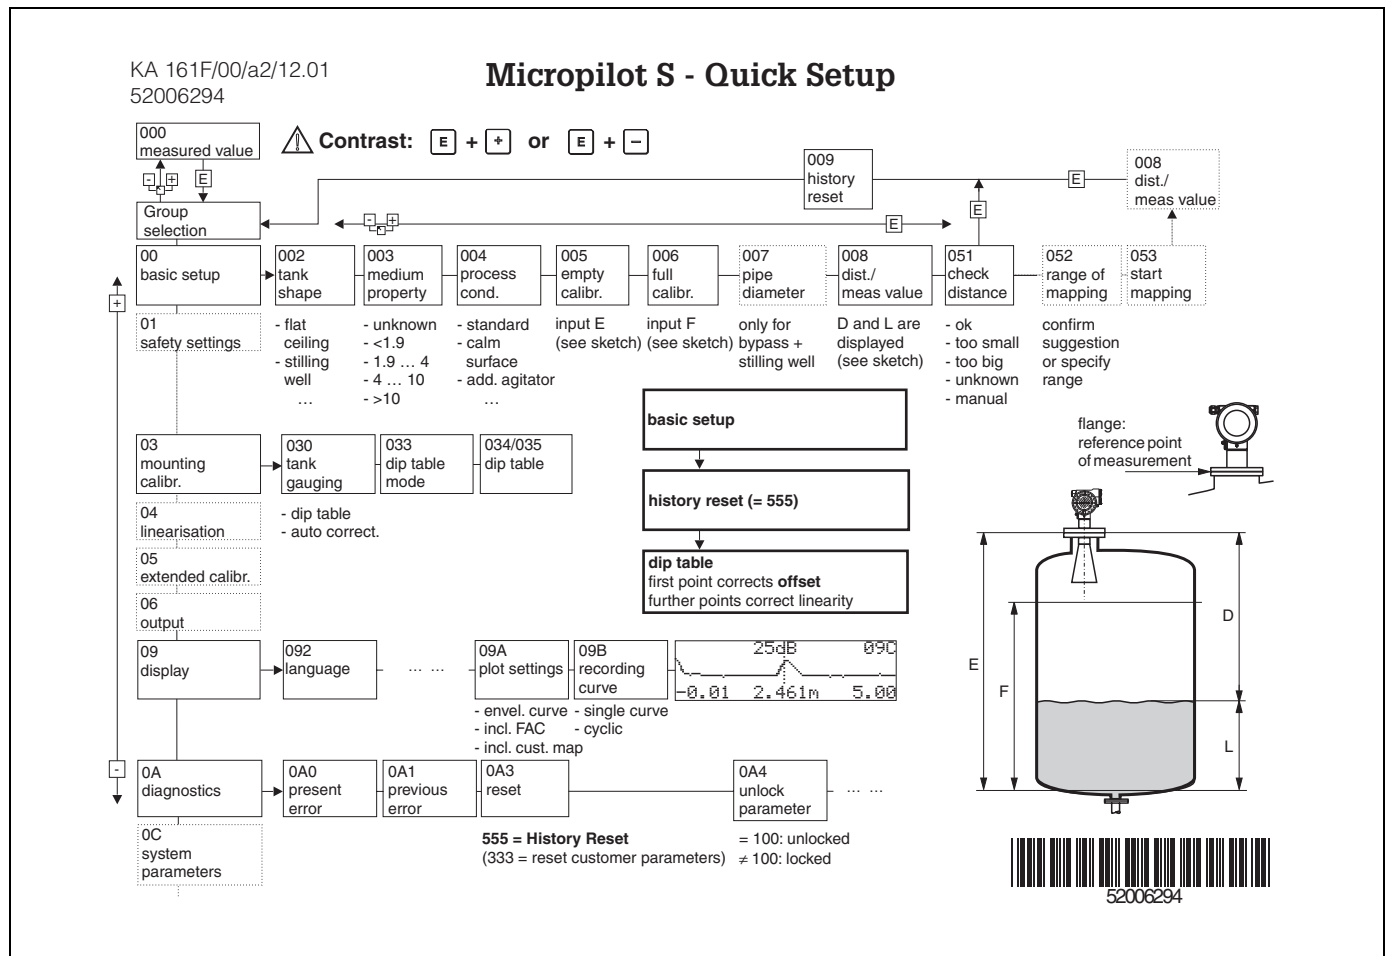 KA 161F/00/a2/12.01
52006294
Micropilot S - Quick Setup
000
measured value
Contrast: E + + or E + −
- +
E
009
history
reset
E
008
dist./
meas value
Group
selection
- +
E
E
00
basic setup
002
tank
shape
003
medium
property
004
process
cond.
005
empty
calibr.
006
full
calibr.
007
pipe
diameter
008
dist./
meas value
051
check
distance
052
range of
mapping
053
start
mapping
+
01
safety settings
- flat
ceiling
- stilling
well
...
- unknown
- <1.9
- 1.9 ... 4
- 4 ... 10
- >10
- standard
- calm
surface
- add. agitator
...
input E
(see sketch)
input F
(see sketch)
only for
bypass +
stilling well
D and L are
displayed
(see sketch)
- ok
- too small
- too big
- unknown
- manual
confirm
suggestion
or specify
range
basic setup
history reset (= 555)
dip table
first point corrects offset
further points correct linearity
flange:
reference point
of measurement
03
mounting
calibr.
030
tank
gauging
033
dip table
mode
034/035
dip table
- dip table
- auto correct.
04
linearisation
05
extended calibr.
06
output
E
F
D
L
09
display
092
language
... ...
09A
plot settings
09B
recording
curve
25dB 09C
-0.01 2.461m 5.00
- envel. curve
- incl. FAC
- incl. cust. map
- single curve
- cyclic
-
0A
diagnostics
0A0
present
error
0A1
previous
error
0A3
reset
0A4
unlock
parameter
... ...
555 = History Reset
(333 = reset customer parameters)
= 100: unlocked
≠ 100: locked
0C
system
parameters
52006294